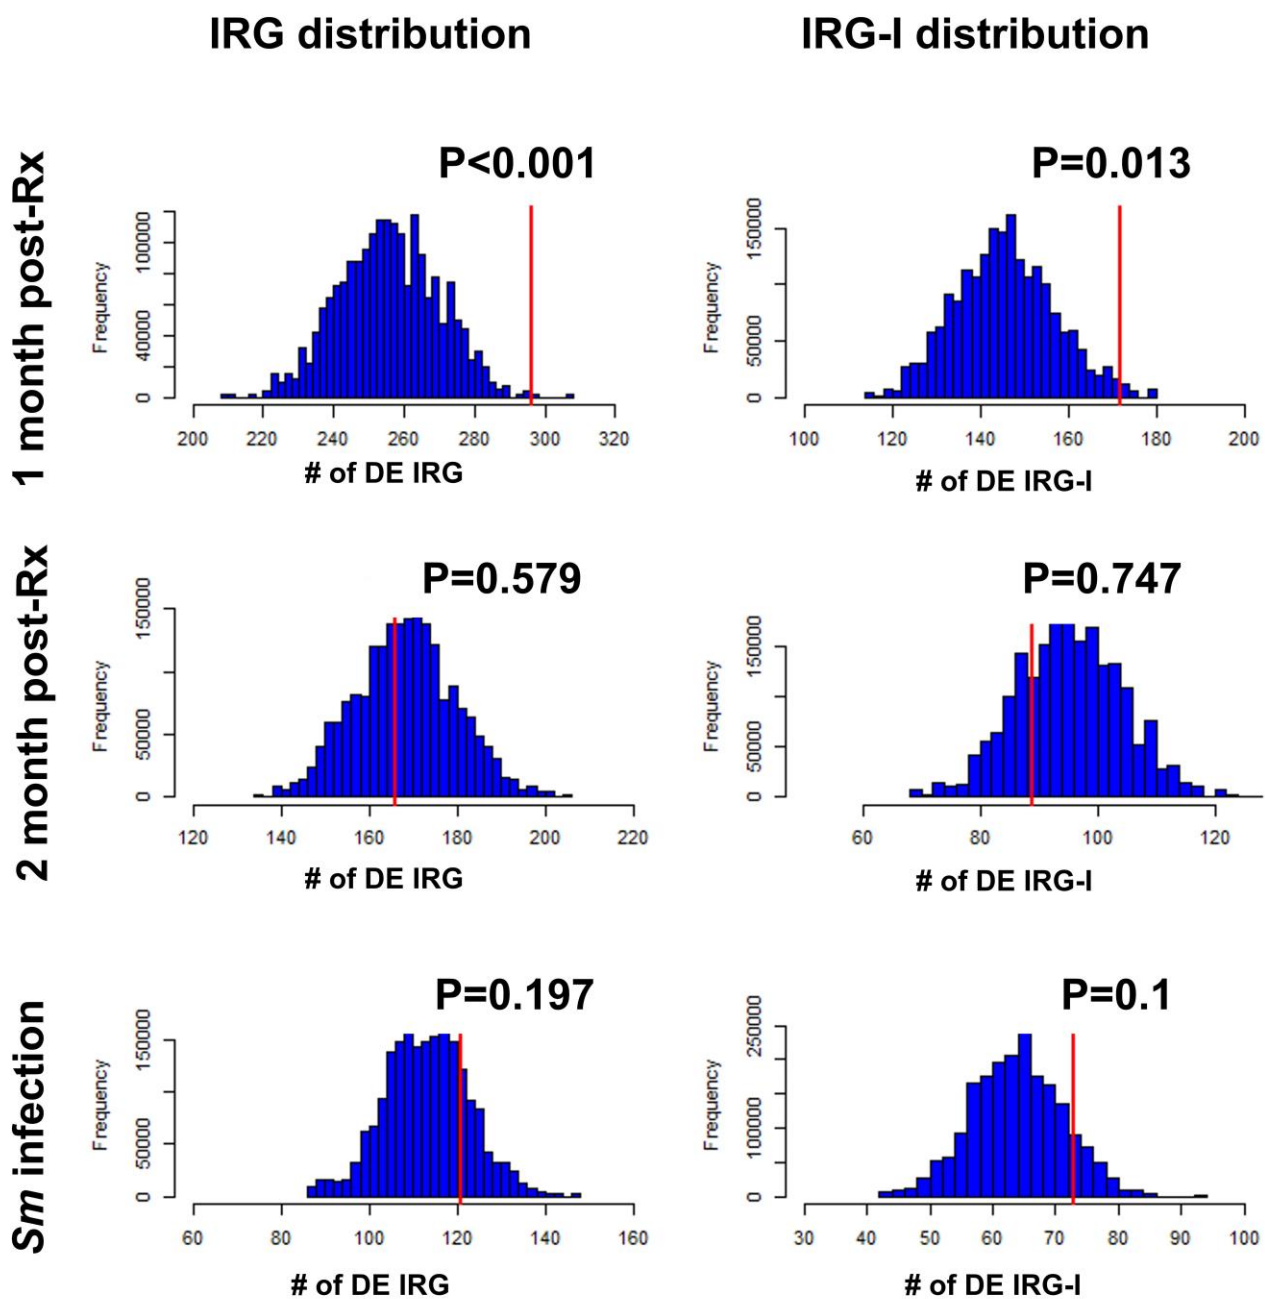 IRG distribution
IRG-I distribution
1 month post-Rx
P<0.001
Frequency
0
40000
100000
200 220 240 260 280 300 320
# of DE IRG
P=0.013
Frequency
0
50000
150000
100 120 140 160 180 200
# of DE IRG-I
2 month post-Rx
P=0.579
Frequency
0
50000
150000
120 140 160 180 200 220
# of DE IRG
P=0.747
Frequency
0
50000
150000
60 80 100 120
# of DE IRG-I
Sm infection
P=0.197
Frequency
0
50000
150000
60 80 100 120 140 160
# of DE IRG
P=0.1
Frequency
0
100000
250000
30 40 50 60 70 80 90 100
# of DE IRG-I